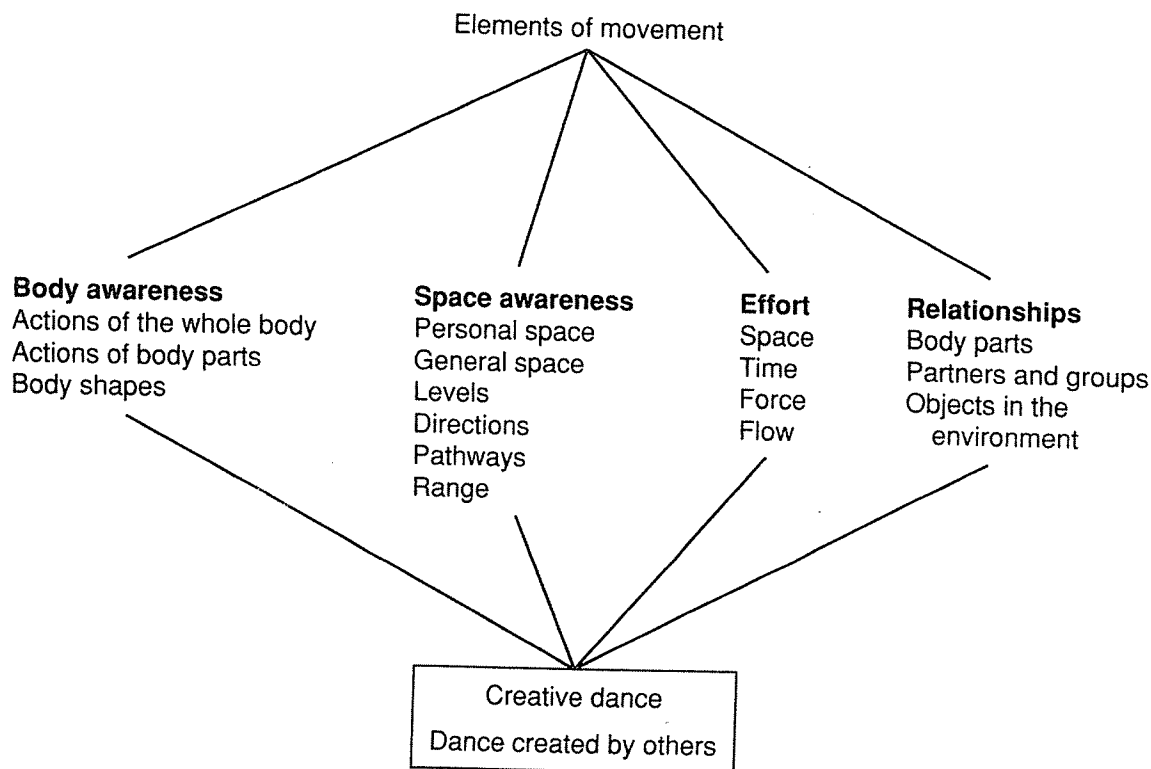 Elements of movement
Body awareness
Actions of the whole body
Actions of body parts
Body shapes
Space awareness
Personal space
General space
Levels
Directions
Pathways
Range
Effort
Space
Time
Force
Flow
Relationships
Body parts
Partners and groups
Objects in the
environment
Creative dance
Dance created by others